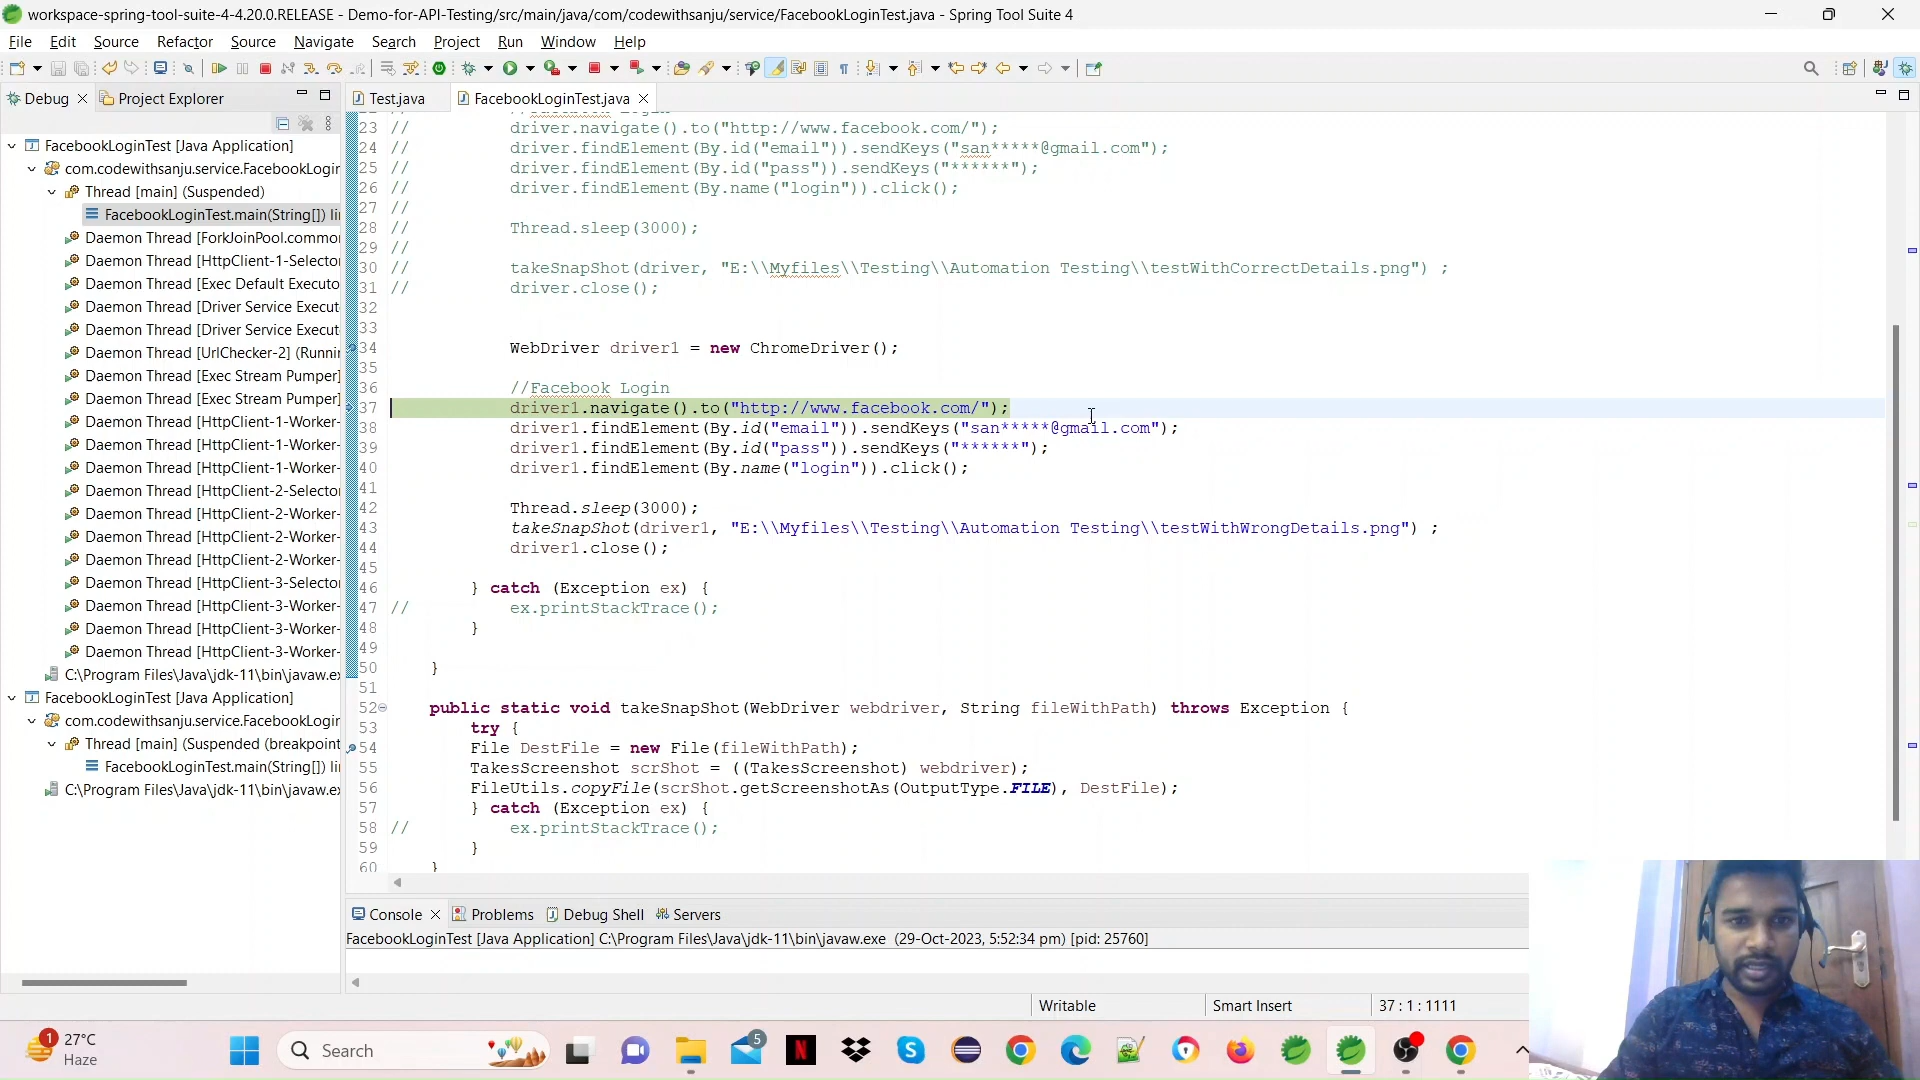 workspace-spring-tool-suite-4-4.20.0.RELEASE - Demo-for-API-Testing/src/main/java/com/codewithsanju/service/FacebookLoginTest.java - Spring Tool Suite 4
File Edit Source Refactor Source Navigate Search Project Run Window Help
Debug Project Explorer
FacebookLoginTest [Java Application]
com.codewithsanju.service.FacebookLogin
Thread [main] (Suspended)
FacebookLoginTest.main(String[]) li
Daemon Thread [ForkJoinPool.commo
Daemon Thread [HttpClient-1-Selecto
Daemon Thread [Exec Default Executo
Daemon Thread [Driver Service Execut
Daemon Thread [Driver Service Execut
Daemon Thread [UrlChecker-2] (Runni
Daemon Thread [Exec Stream Pumper]
Daemon Thread [Exec Stream Pumper]
Daemon Thread [HttpClient-1-Worker-
Daemon Thread [HttpClient-1-Worker-
Daemon Thread [HttpClient-1-Worker-
Daemon Thread [HttpClient-2-Selecto
Daemon Thread [HttpClient-2-Worker-
Daemon Thread [HttpClient-2-Worker-
Daemon Thread [HttpClient-2-Worker-
Daemon Thread [HttpClient-3-Selecto
Daemon Thread [HttpClient-3-Worker-
Daemon Thread [HttpClient-3-Worker-
Daemon Thread [HttpClient-3-Worker-
C:\Program Files\Java\jdk-11\bin\javaw.ex
FacebookLoginTest [Java Application]
com.codewithsanju.service.FacebookLogin
Thread [main] (Suspended (breakpoint
FacebookLoginTest.main(String[]) li
C:\Program Files\Java\jdk-11\bin\javaw.ex
Test.java FacebookLoginTest.java
23 // driver.navigate().to("http://www.facebook.com/");
24 // driver.findElement(By.id("email")).sendKeys("san*****@gmail.com");
25 // driver.findElement(By.id("pass")).sendKeys("******");
26 // driver.findElement(By.name("login")).click();
27 //
28 // Thread.sleep(3000);
29 //
30 // takeSnapShot(driver, "E:\\Myfiles\\Testing\\Automation Testing\\testWithCorrectDetails.png") ;
31 // driver.close();
32
33
34 WebDriver driver1 = new ChromeDriver();
35
36 //Facebook Login
37 driver1.navigate().to("http://www.facebook.com/");
38 driver1.findElement(By.id("email")).sendKeys("san*****@gmail.com");
39 driver1.findElement(By.id("pass")).sendKeys("******");
40 driver1.findElement(By.name("login")).click();
41
42 Thread.sleep(3000);
43 takeSnapShot(driver1, "E:\\Myfiles\\Testing\\Automation Testing\\testWithWrongDetails.png") ;
44 driver1.close();
45
46 } catch (Exception ex) {
47 // ex.printStackTrace();
48 }
49
50 }
51
52 public static void takeSnapShot(WebDriver webdriver, String fileWithPath) throws Exception {
53 try {
54 File DestFile = new File(fileWithPath);
55 TakesScreenshot scrShot = ((TakesScreenshot) webdriver);
56 FileUtils.copyFile(scrShot.getScreenshotAs(OutputType.FILE), DestFile);
57 } catch (Exception ex) {
58 // ex.printStackTrace();
59 }
60 }
Console Problems Debug Shell Servers
FacebookLoginTest [Java Application] C:\Program Files\Java\jdk-11\bin\javaw.exe (29-Oct-2023, 5:52:34 pm) [pid: 25760]
Writable Smart Insert 37 : 1 : 1111
1 27°C
Haze
Search
5